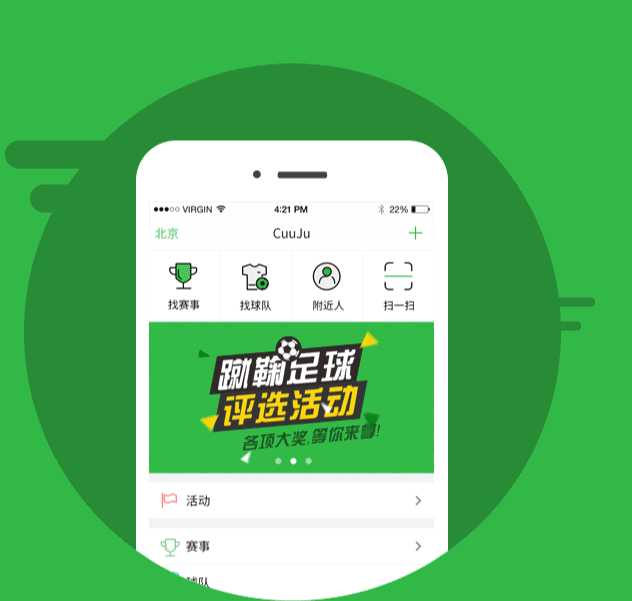 VIRGIN 4:21 PM 22%
北京 CuuJu
找赛事 找球队 附近人 扫一扫
蹴鞠足球
评选活动
各项大奖,等你来拿!
活动
赛事
球队